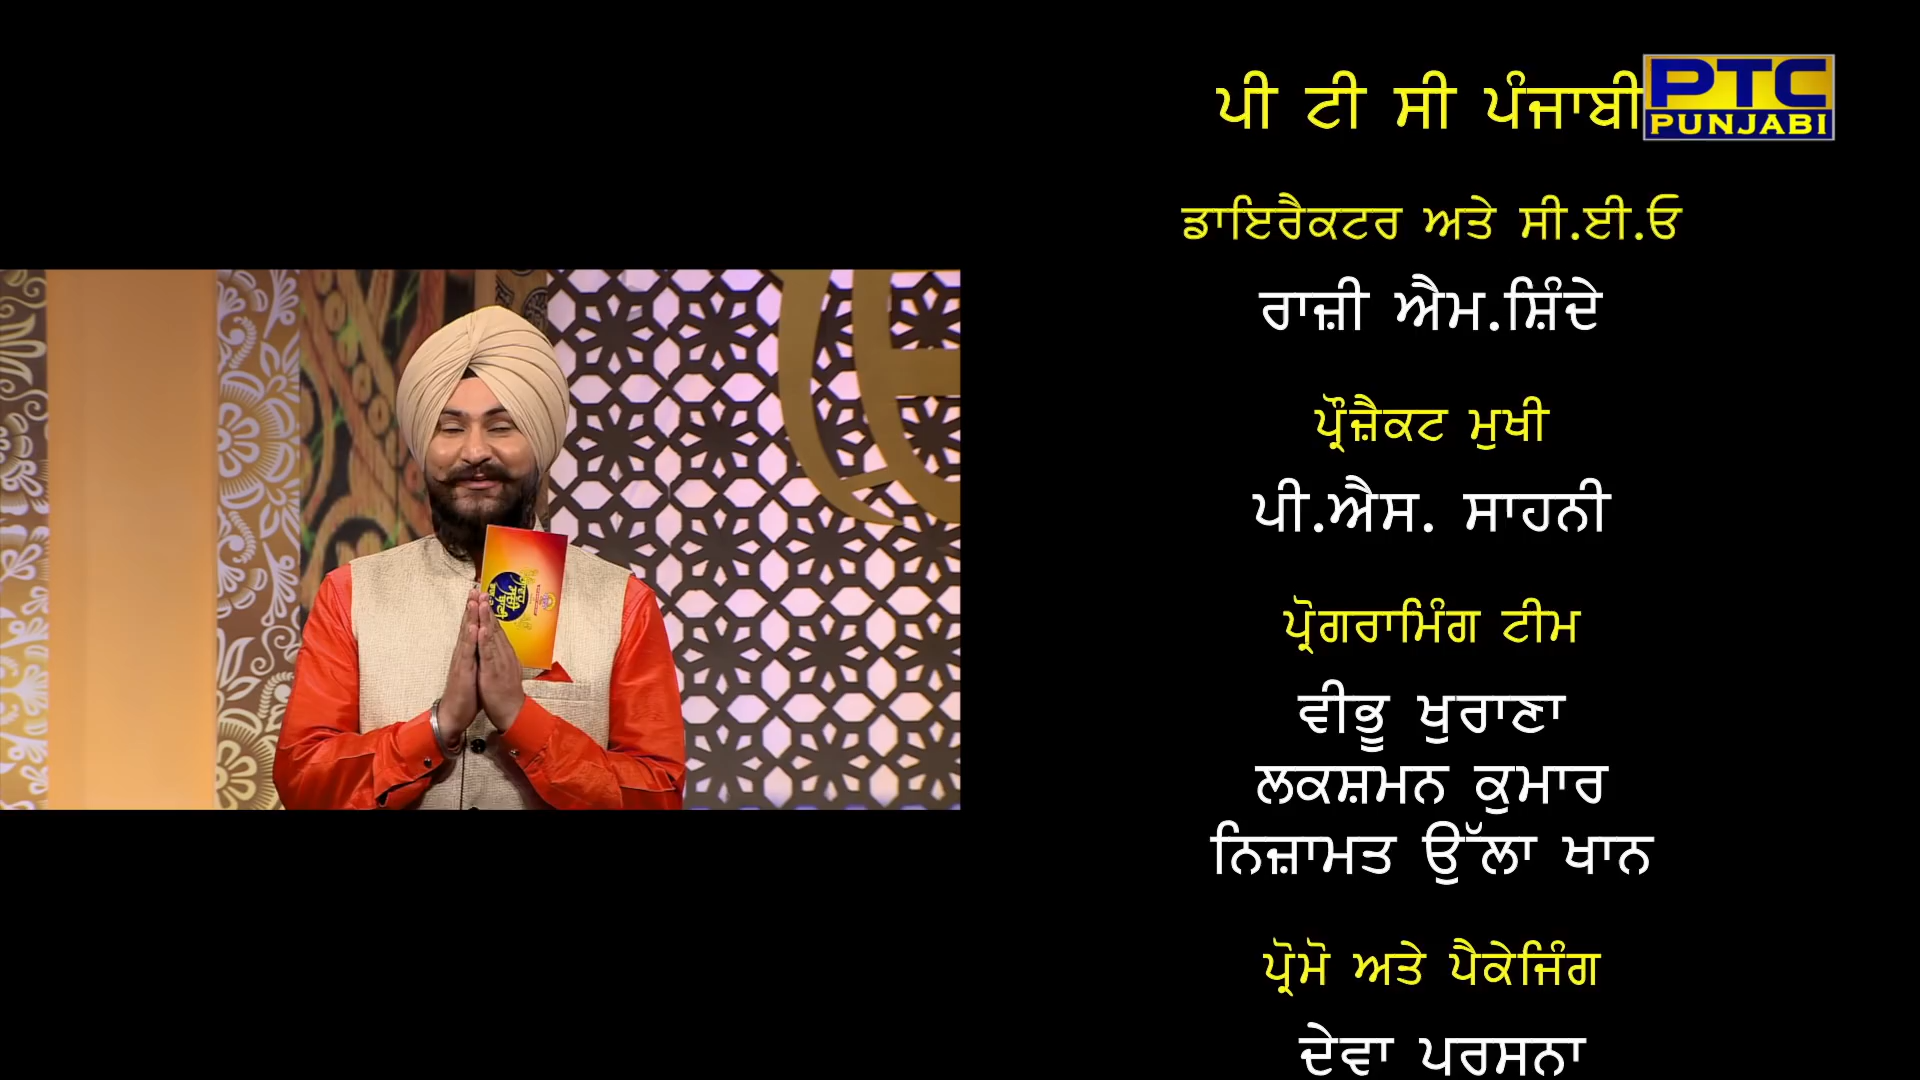 ਪੀ ਟੀ ਸੀ ਪੰਜਾਬੀ
PTC
PUNJABI
ਡਾਇਰੈਕਟਰ ਅਤੇ ਸੀ.ਈ.ਓ
ਰਾਜ਼ੀ ਐਮ.ਸ਼ਿੰਦੇ
ਪ੍ਰੌਜ਼ੈਕਟ ਮੁਖੀ
ਪੀ.ਐਸ. ਸਾਹਨੀ
ਪ੍ਰੋਗਰਾਮਿੰਗ ਟੀਮ
ਵੀਭੂ ਖੁਰਾਣਾ
ਲਕਸ਼ਮਨ ਕੁਮਾਰ
ਨਿਜ਼ਾਮਤ ਉੱਲਾ ਖਾਨ
ਪ੍ਰੋਮੋ ਅਤੇ ਪੈਕੇਜਿੰਗ
ਦੇਵਾ ਪਰਸਨਾ